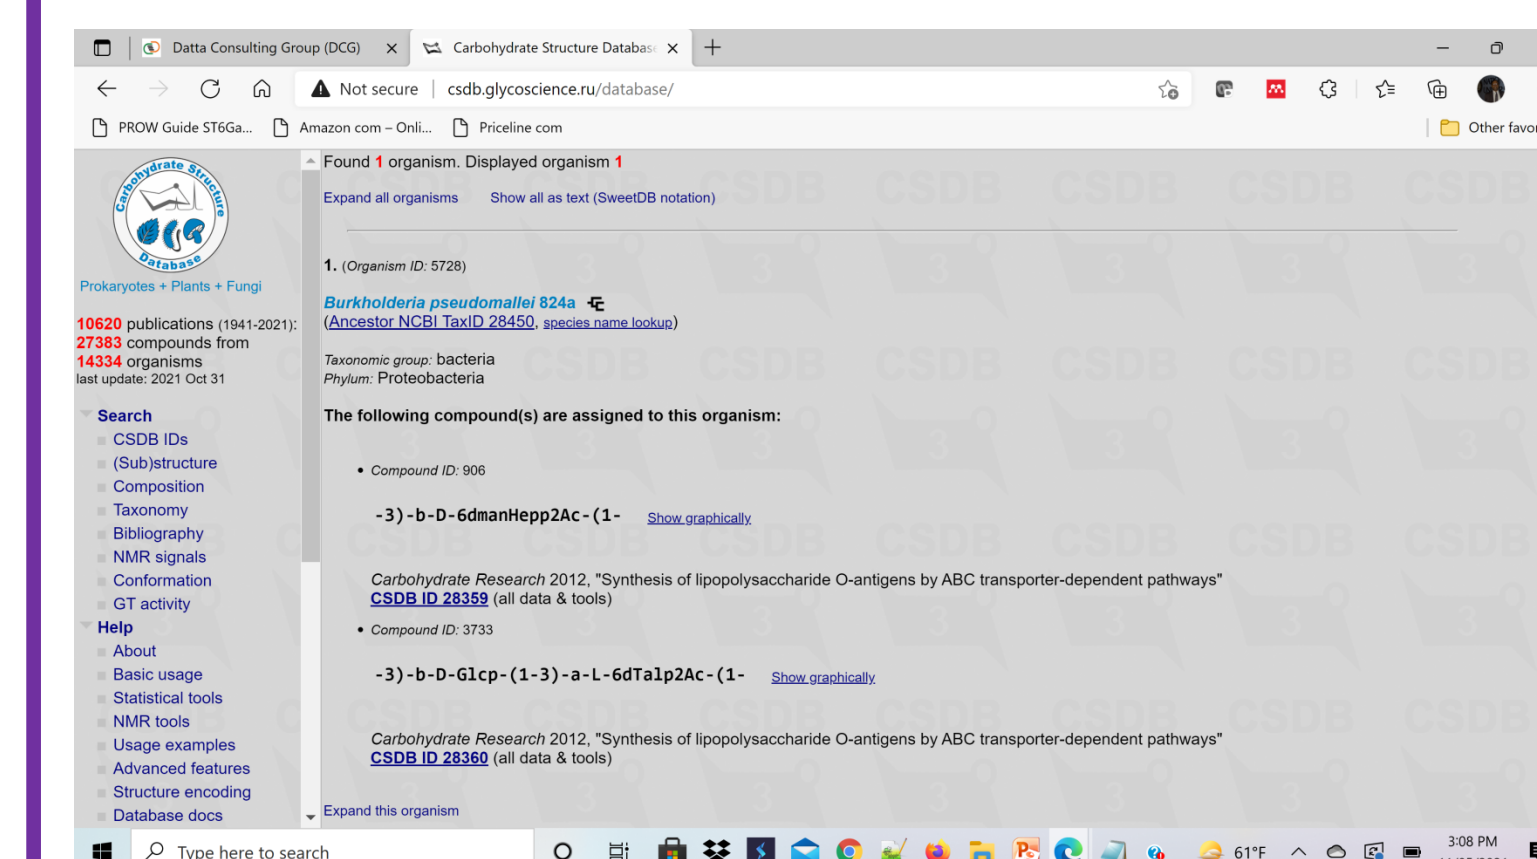 Datta Consulting Group (DCG)
Carbohydrate Structure Database
Not secure | csdb.glycoscience.ru/database/
PROW Guide ST6Ga...
Amazon com – Onli...
Priceline com
Other favor
Carbohydrate Structure Database
Prokaryotes + Plants + Fungi
10620 publications (1941-2021):
27383 compounds from
14334 organisms
last update: 2021 Oct 31
Search
CSDB IDs
(Sub)structure
Composition
Taxonomy
Bibliography
NMR signals
Conformation
GT activity
Help
About
Basic usage
Statistical tools
NMR tools
Usage examples
Advanced features
Structure encoding
Database docs
Found 1 organism. Displayed organism 1
Expand all organisms Show all as text (SweetDB notation)
1. (Organism ID: 5728)
Burkholderia pseudomallei 824a
(Ancestor NCBI TaxID 28450, species name lookup)
Taxonomic group: bacteria
Phylum: Proteobacteria
The following compound(s) are assigned to this organism:
• Compound ID: 906
-3)-b-D-6dmanHepp2Ac-(1- Show graphically
Carbohydrate Research 2012, "Synthesis of lipopolysaccharide O-antigens by ABC transporter-dependent pathways"
CSDB ID 28359 (all data & tools)
• Compound ID: 3733
-3)-b-D-Glcp-(1-3)-a-L-6dTalp2Ac-(1- Show graphically
Carbohydrate Research 2012, "Synthesis of lipopolysaccharide O-antigens by ABC transporter-dependent pathways"
CSDB ID 28360 (all data & tools)
Expand this organism
Type here to search
61°F
3:08 PM